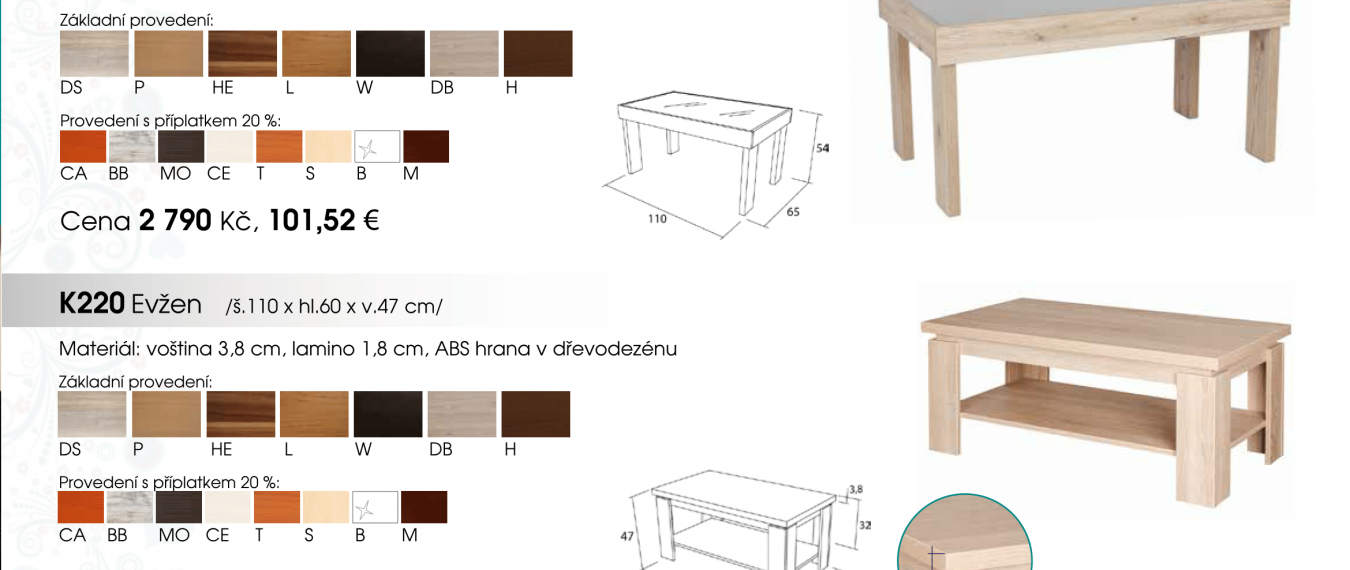 Základní provedení:
DS P HE L W DB H
Provedení s příplatkem 20 %:
CA BB MO CE T S B M
Cena 2 790 Kč, 101,52 €
54
110
65
K220 Evžen /š.110 x hl.60 x v.47 cm/
Materiál: voština 3,8 cm, lamino 1,8 cm, ABS hrana v dřevodezénu
Základní provedení:
DS P HE L W DB H
Provedení s příplatkem 20 %:
CA BB MO CE T S B M
3,8
32
47